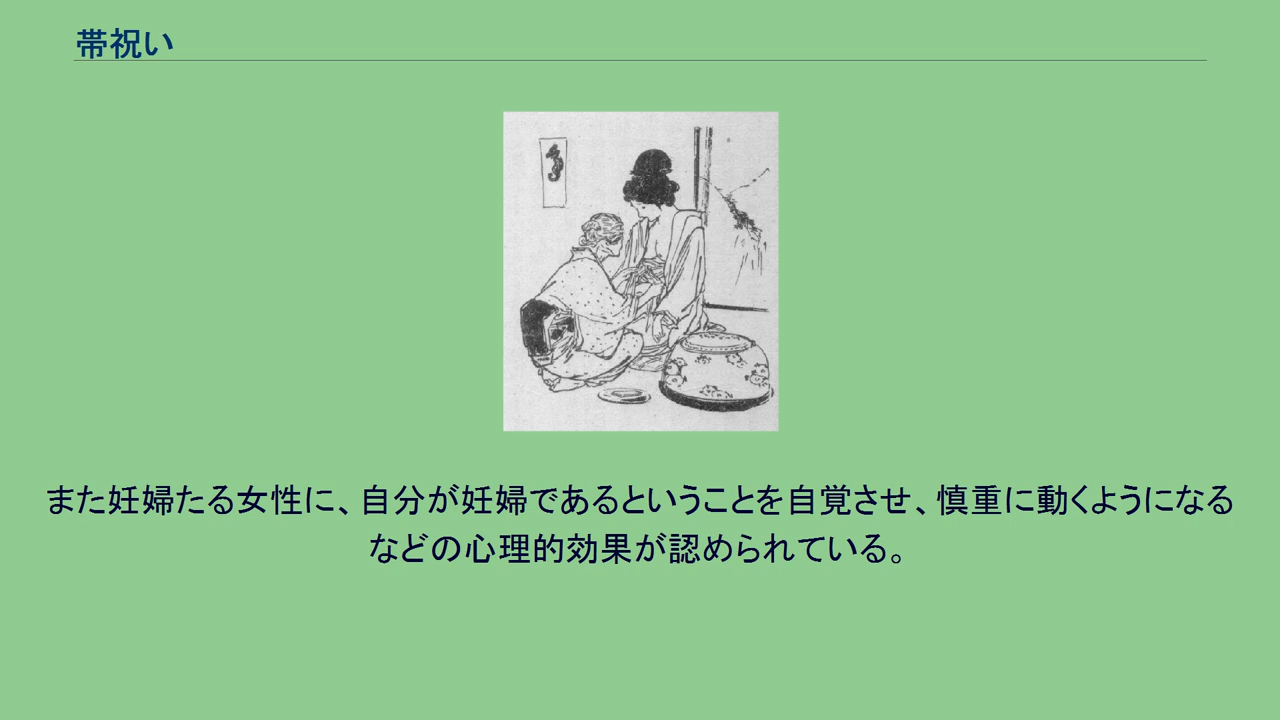 帯祝い
また妊婦たる女性に、自分が妊婦であるということを自覚させ、慎重に動くようになる
などの心理的効果が認められている。